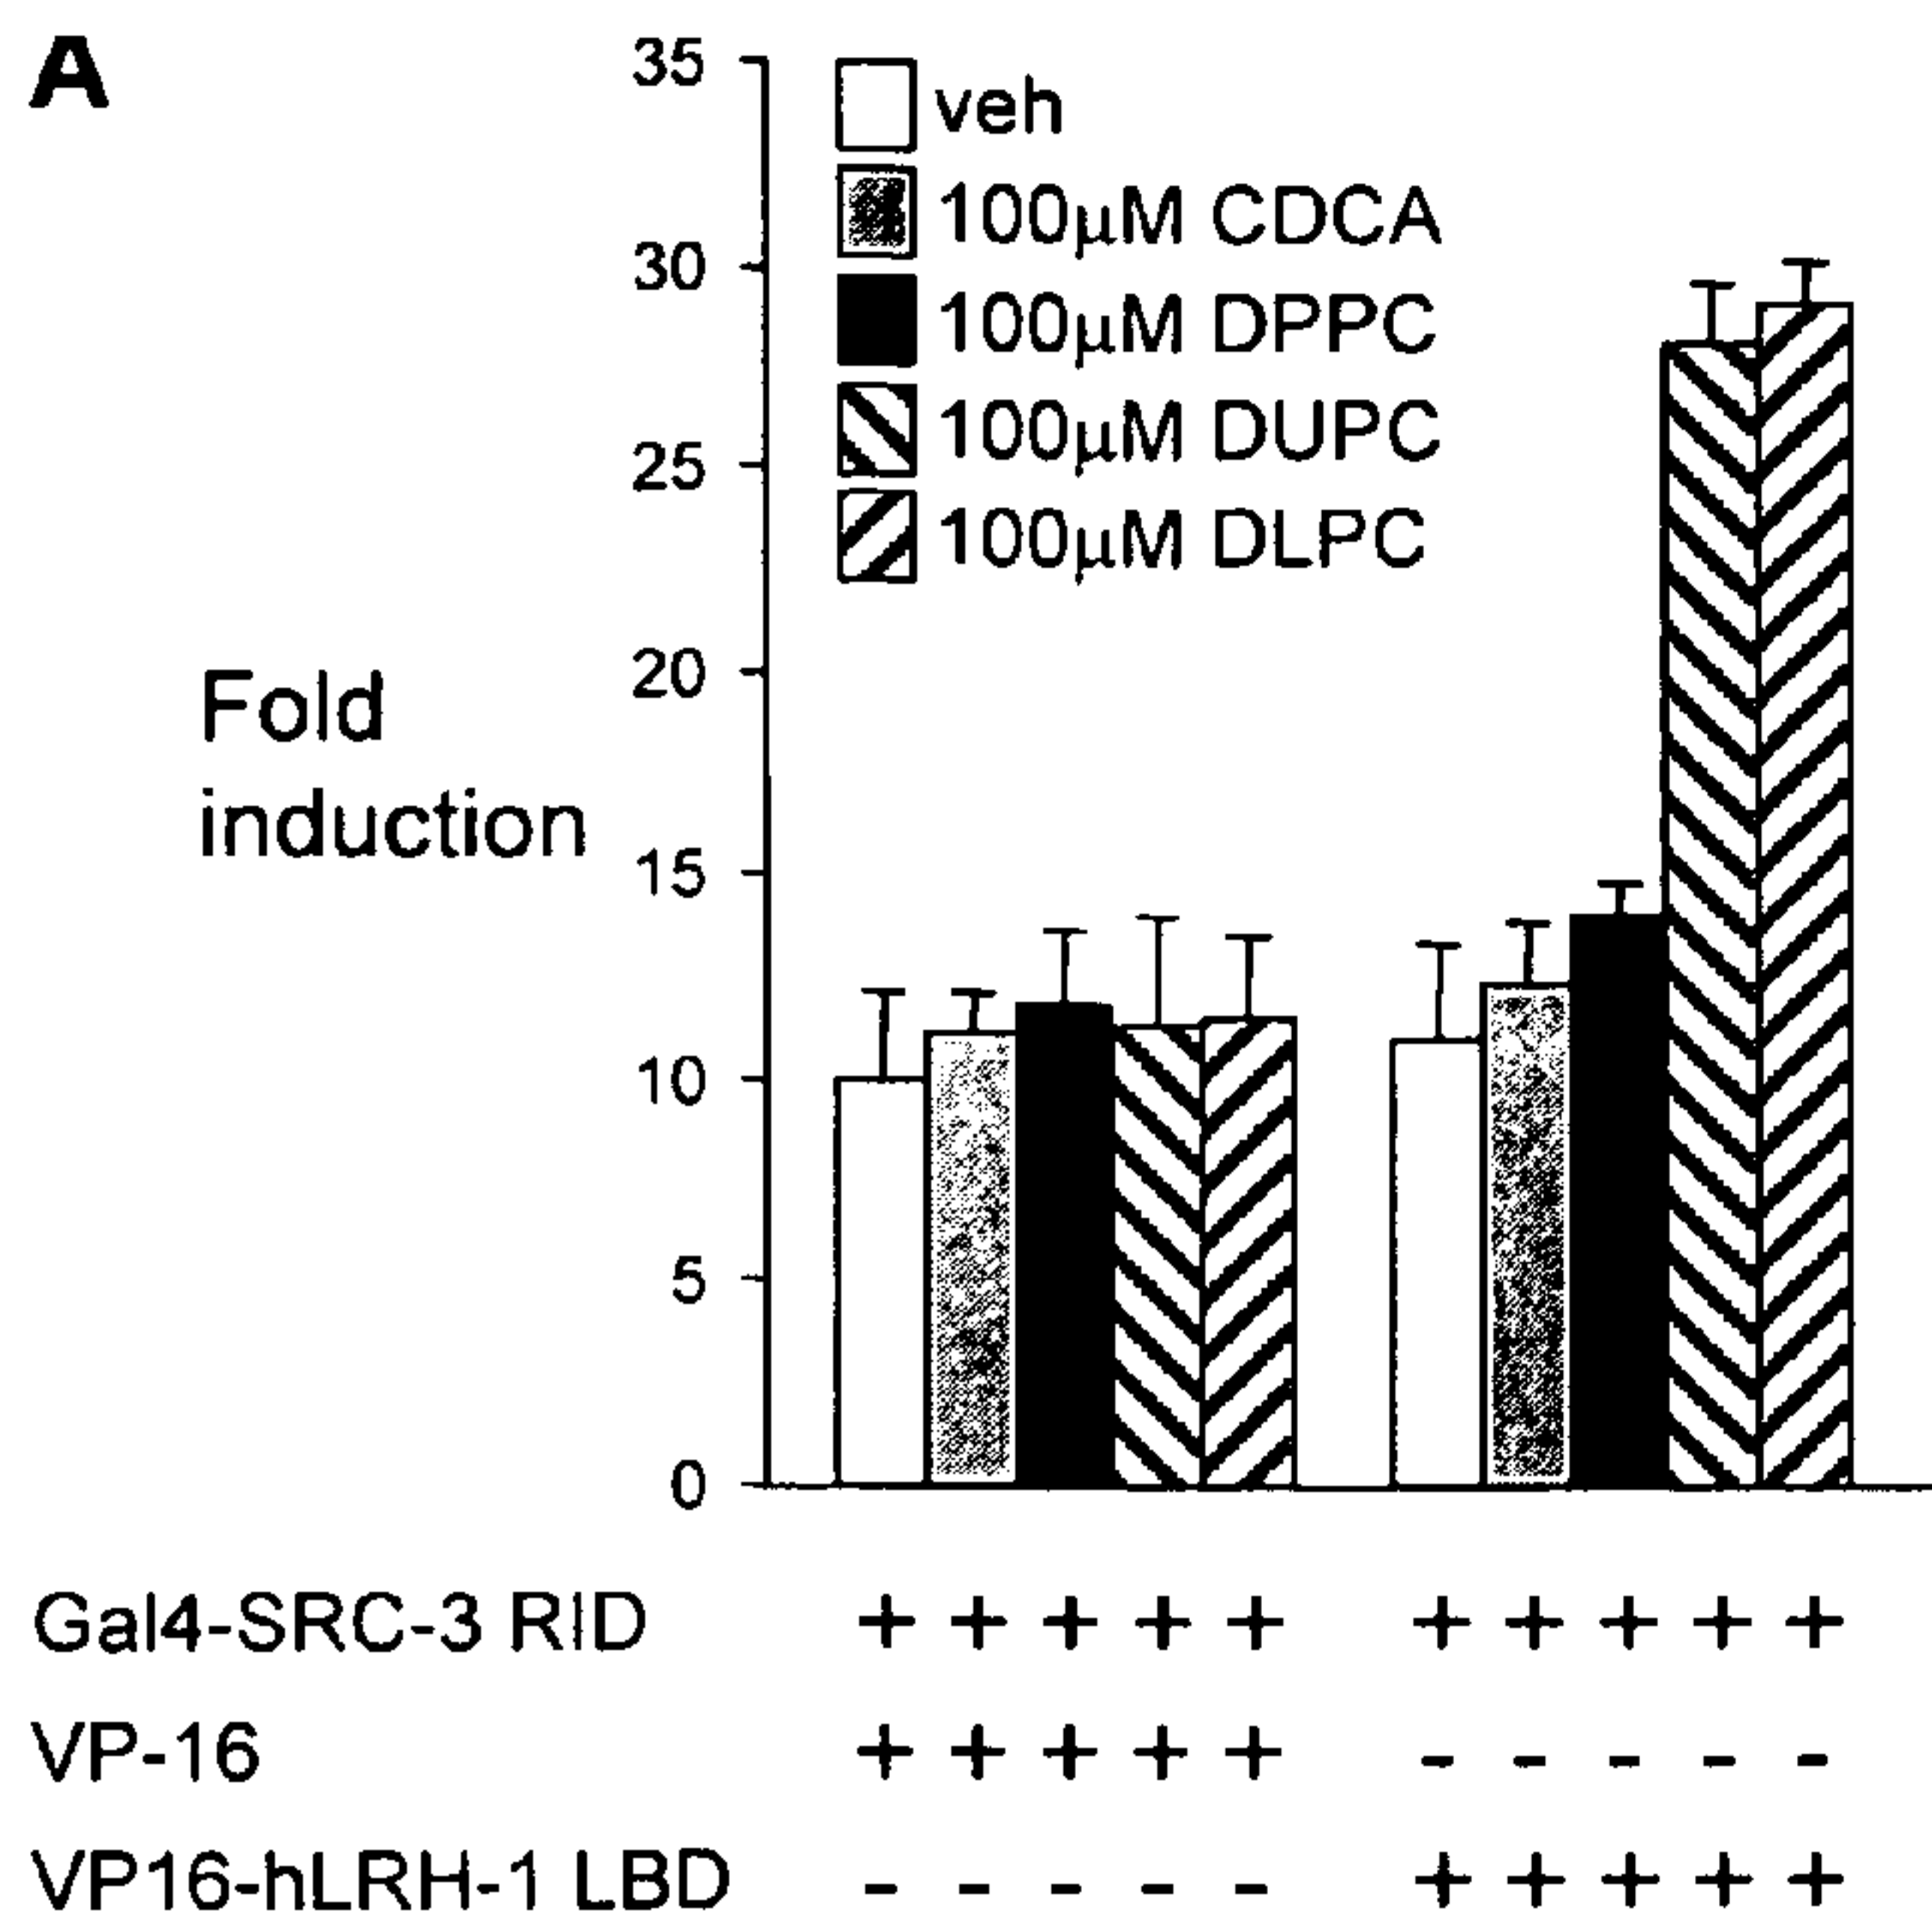 A
35
30
25
20
15
10
5
0
veh
100μM CDCA
100μM DPPC
100μM DUPC
100μM DLPC
Fold
induction
Gal4-SRC-3 RID + + + + + + + + + +
VP-16 + + + + + - - - - -
VP16-hLRH-1 LBD - - - - - + + + + +